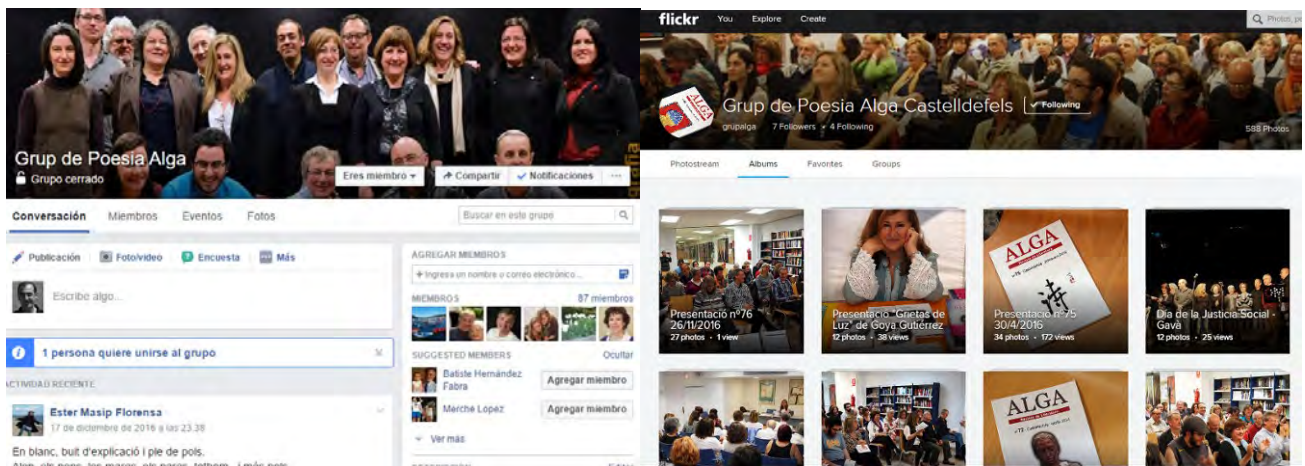 Grup de Poesia Alga
Grupo cerrado
Eres miembro
Compartir
Notificaciones
Conversación Miembros Eventos Fotos
Buscar en este grupo
Publicación Foto/vídeo Encuesta Más
Escribe algo...
1 persona quiere unirse al grupo
ACTIVIDAD RECIENTE
Ester Masip Florensa
17 de diciembre de 2016 a las 23:38
En blanc, buit d'explicació i ple de pols.
AGREGAR MIEMBROS
+ Ingresa un nombre o correo electrónico...
MIEMBROS 87 miembros
SUGGESTED MEMBERS Ocultar
Batiste Hernández
Fabra
Agregar miembro
Merche Lopez
Agregar miembro
Ver más
flickr You Explore Create
Photos, pe
Grup de Poesia Alga Castelldefels
Following
grupalga 7 Followers • 4 Following
588 Photos
Photostream Albums Favorites Groups
Presentació nº76
26/11/2016
27 photos · 1 view
Presentació "Grietas de
Luz" de Goya Gutiérrez
12 photos · 38 views
ALGA
Presentació nº75
30/4/2016
34 photos · 172 views
Dia de la Justicia Social -
Gavà
12 photos · 25 views
ALGA